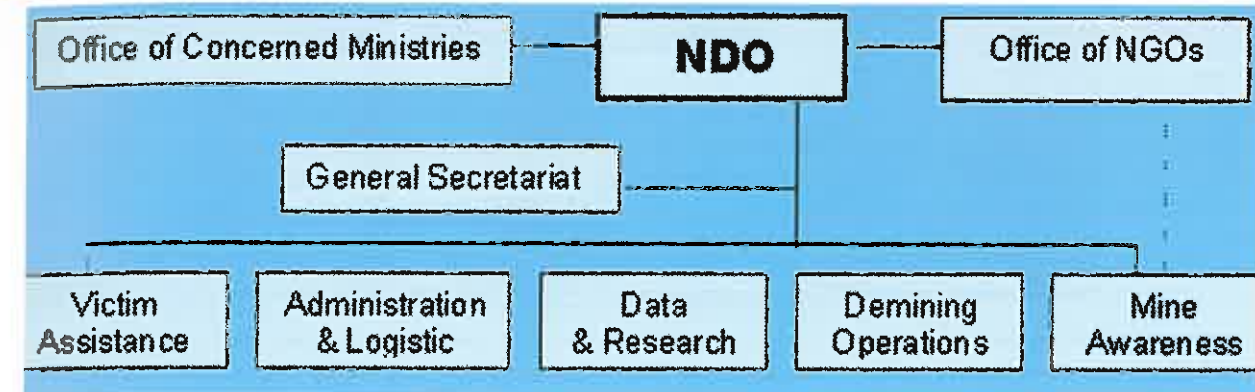 Office of Concerned Ministries
NDO
Office of NGOs
General Secretariat
Victim
Assistance
Administration
& Logistic
Data
& Research
Demining
Operations
Mine
Awareness